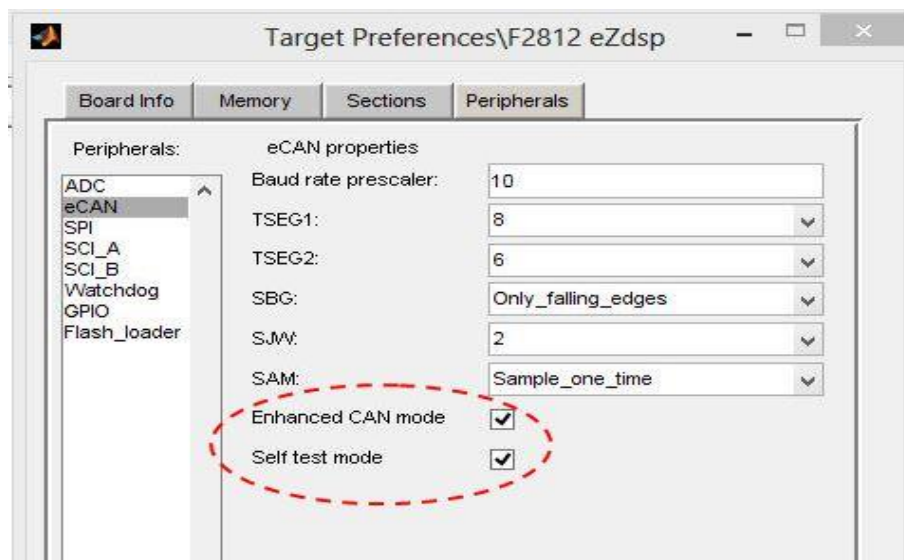 Target Preferences\F2812 eZdsp
Board Info Memory Sections Peripherals
Peripherals:
ADC
eCAN
SPI
SCI_A
SCI_B
Watchdog
GPIO
Flash_loader
eCAN properties
Baud rate prescaler: 10
TSEG1: 8
TSEG2: 6
SBG: Only_falling_edges
SJW: 2
SAM: Sample_one_time
Enhanced CAN mode
Self test mode